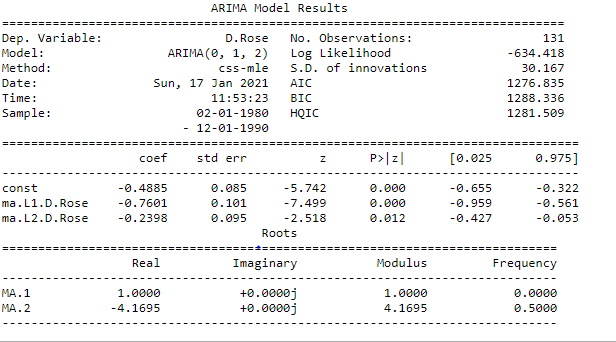 ARIMA Model Results
==============================================================================
Dep. Variable: D.Rose No. Observations: 131
Model: ARIMA(0, 1, 2) Log Likelihood -634.418
Method: css-mle S.D. of innovations 30.167
Date: Sun, 17 Jan 2021 AIC 1276.835
Time: 11:53:23 BIC 1288.336
Sample: 02-01-1980 HQIC 1281.509
- 12-01-1990
==============================================================================
coef std err z P>|z| [0.025 0.975]
------------------------------------------------------------------------------
const -0.4885 0.085 -5.742 0.000 -0.655 -0.322
ma.L1.D.Rose -0.7601 0.101 -7.499 0.000 -0.959 -0.561
ma.L2.D.Rose -0.2398 0.095 -2.518 0.012 -0.427 -0.053
Roots
=============================================================================
Real Imaginary Modulus Frequency
-----------------------------------------------------------------------------
MA.1 1.0000 +0.0000j 1.0000 0.0000
MA.2 -4.1695 +0.0000j 4.1695 0.5000
-----------------------------------------------------------------------------